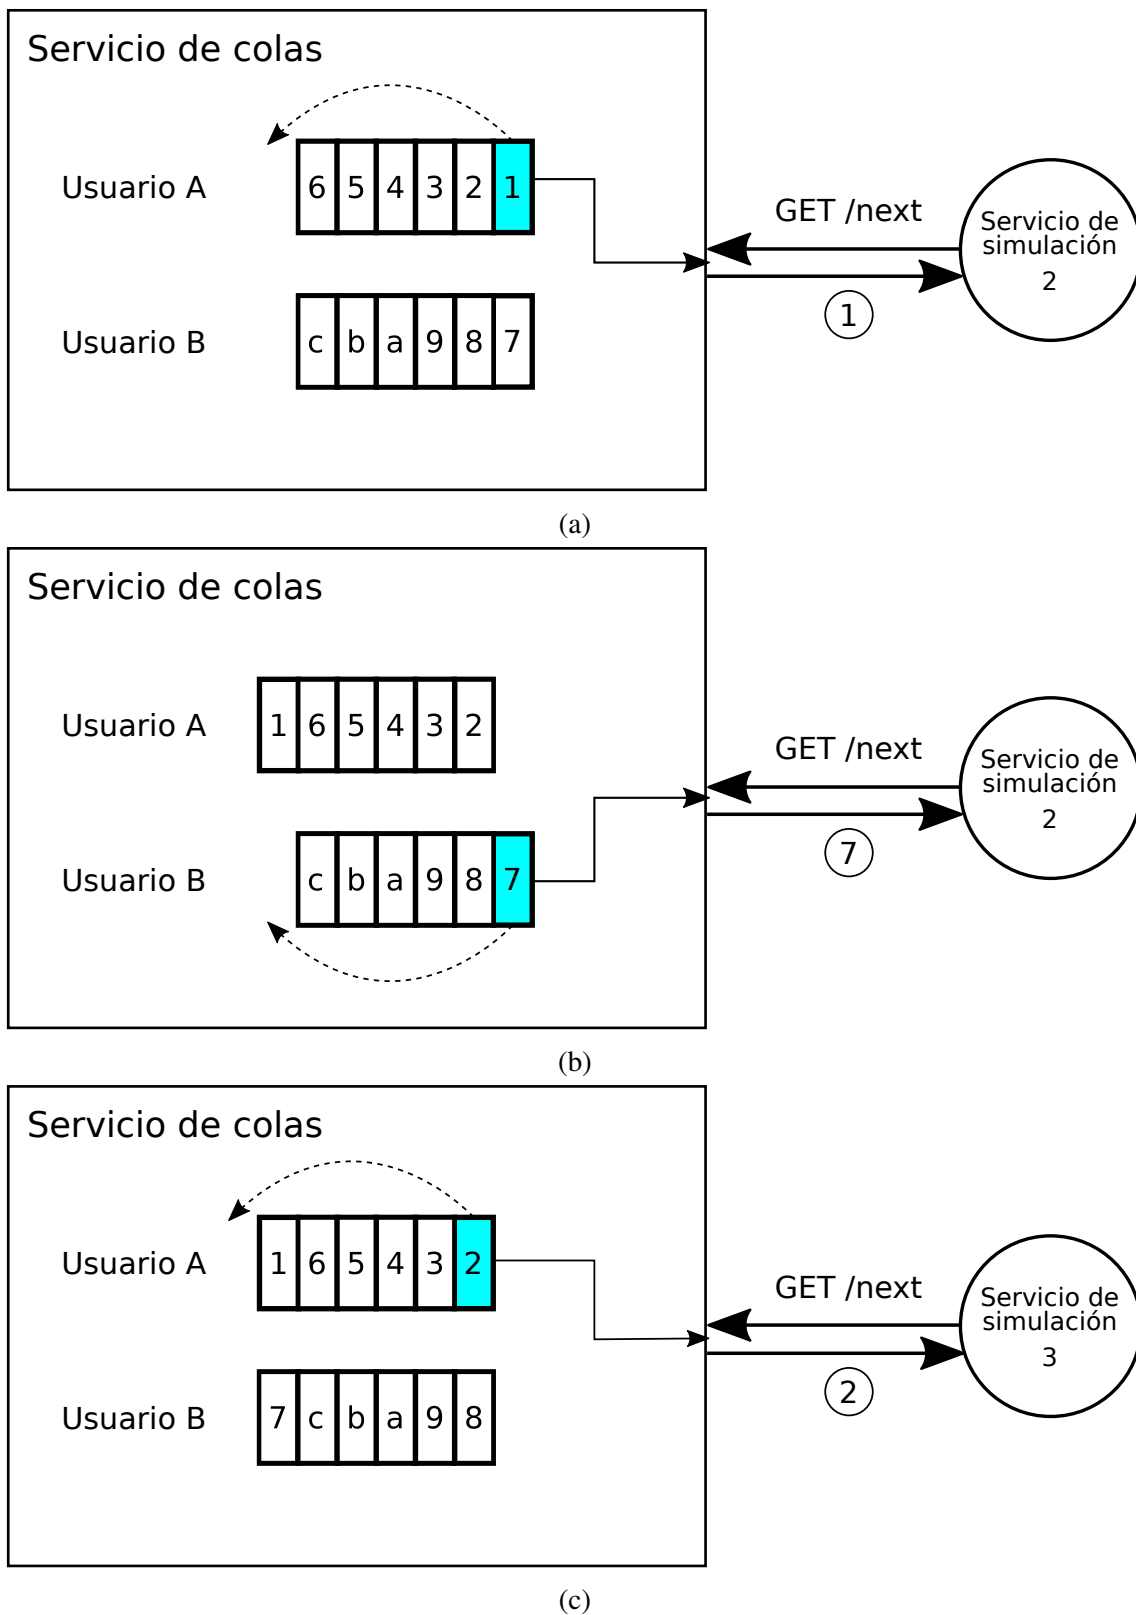 Servicio de colas
Usuario A
6 5 4 3 2 1
GET /next
Servicio de
simulación
2
1
Usuario B
c b a 9 8 7
(a)
Servicio de colas
Usuario A
1 6 5 4 3 2
GET /next
Servicio de
simulación
2
7
Usuario B
c b a 9 8 7
(b)
Servicio de colas
Usuario A
1 6 5 4 3 2
GET /next
Servicio de
simulación
3
2
Usuario B
7 c b a 9 8
(c)